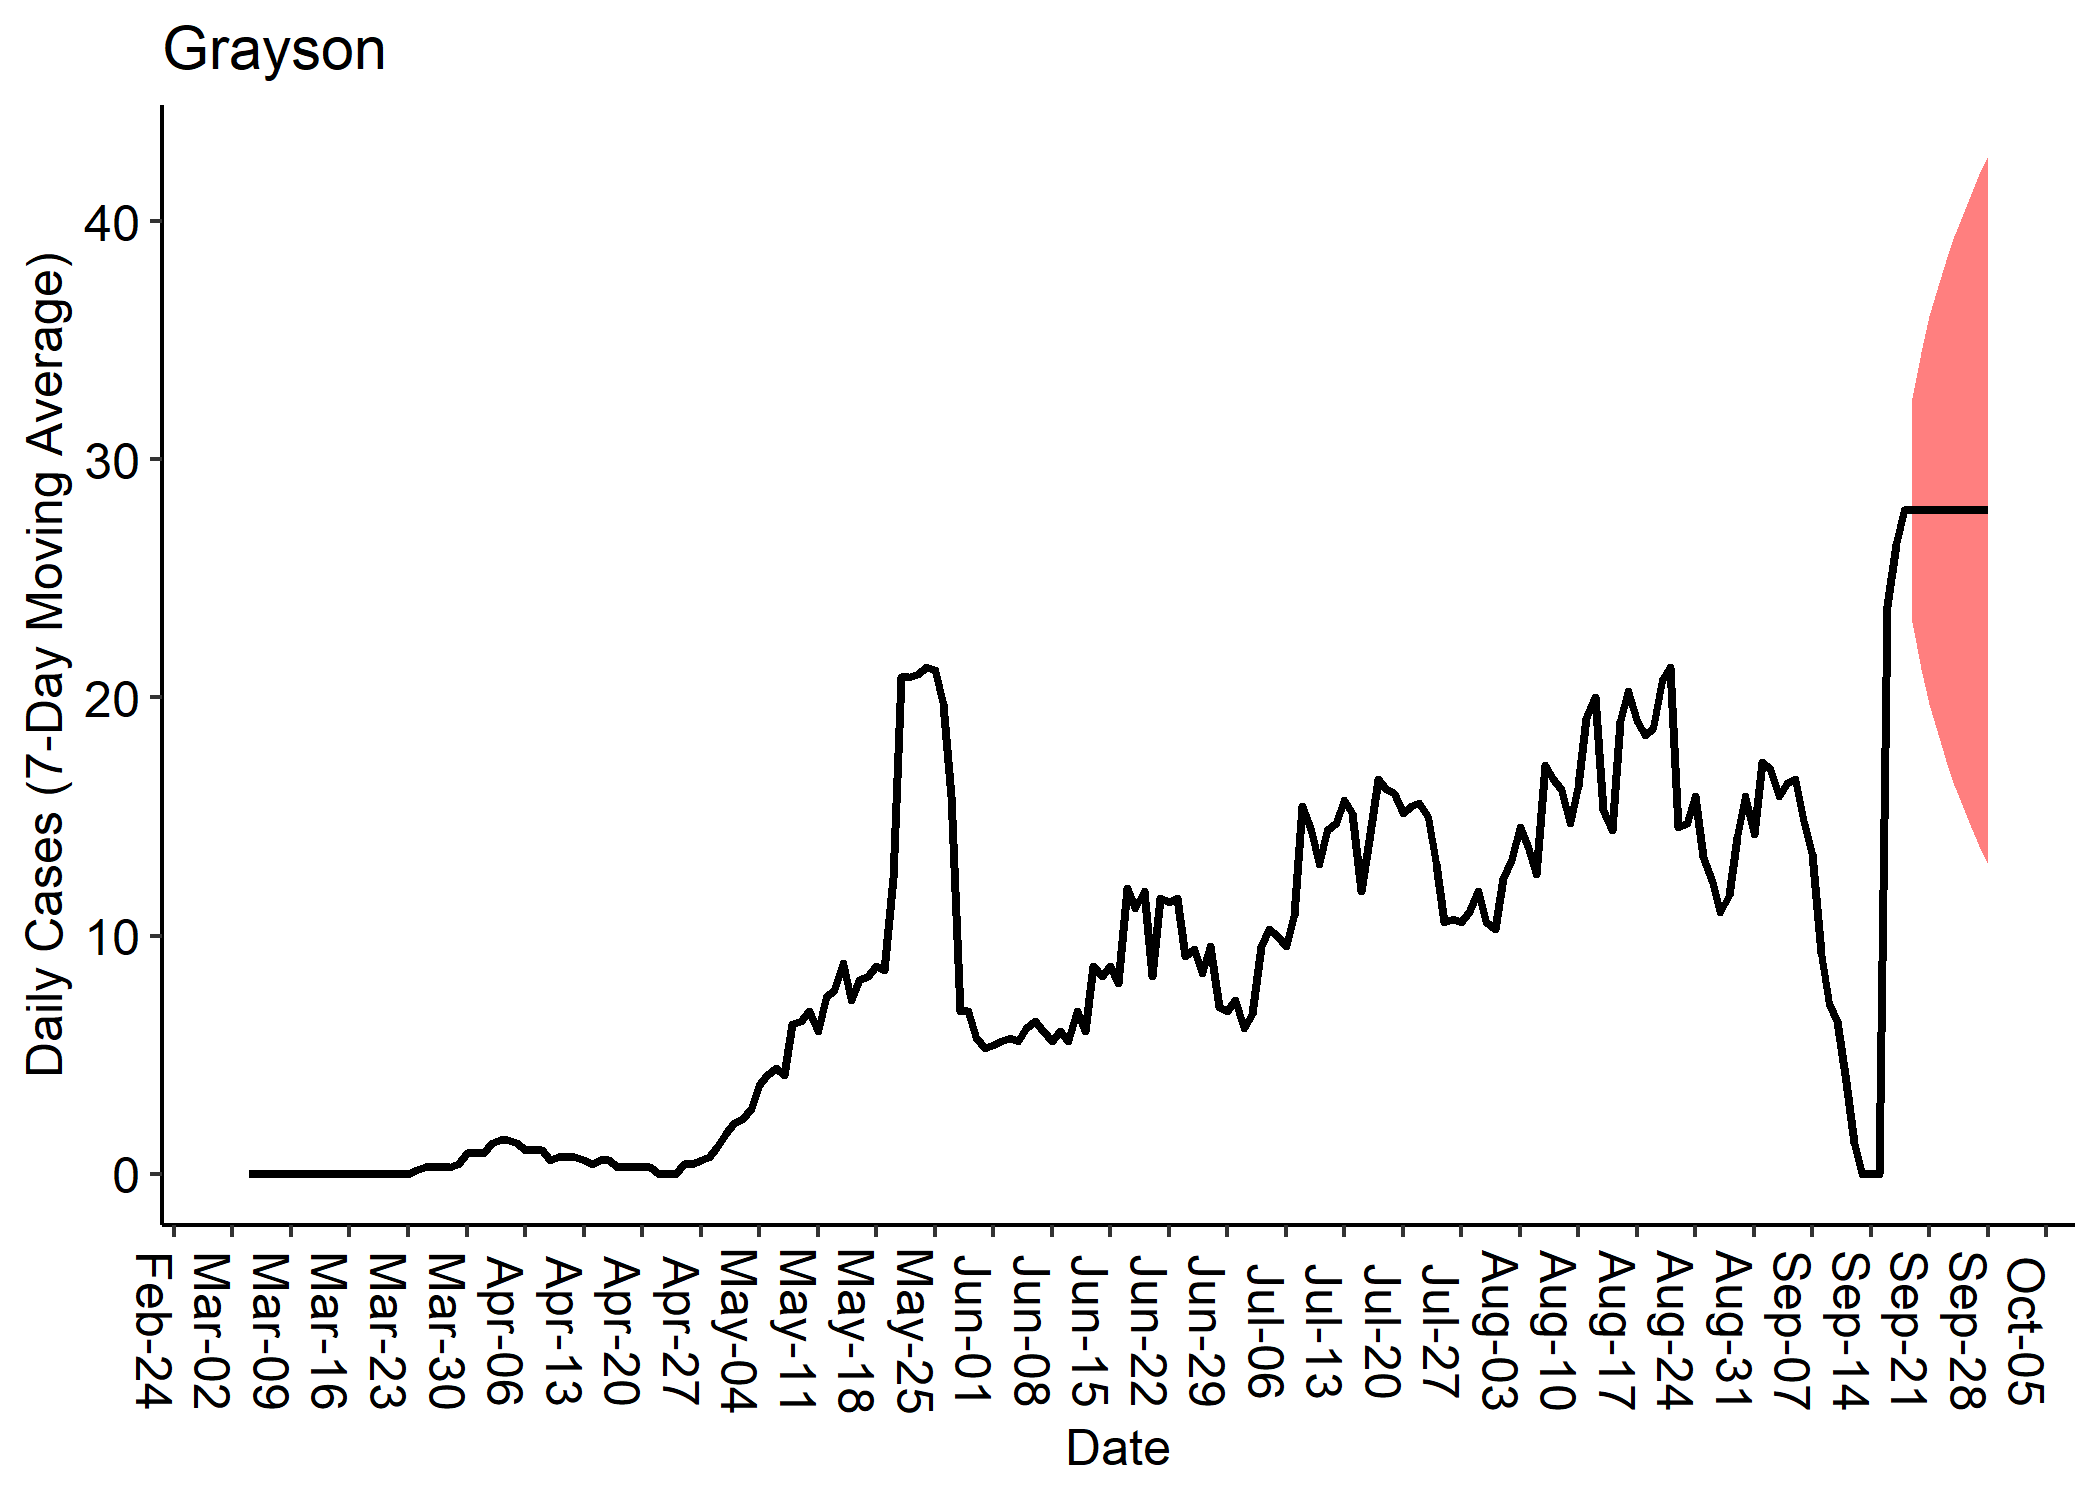 Grayson
Daily Cases (7-Day Moving Average)
40
30
20
10
0
Feb-24
Mar-02
Mar-09
Mar-16
Mar-23
Mar-30
Apr-06
Apr-13
Apr-20
Apr-27
May-04
May-11
May-18
May-25
Jun-01
Jun-08
Jun-15
Jun-22
Jun-29
Jul-06
Jul-13
Jul-20
Jul-27
Aug-03
Aug-10
Aug-17
Aug-24
Aug-31
Sep-07
Sep-14
Sep-21
Sep-28
Oct-05
Date